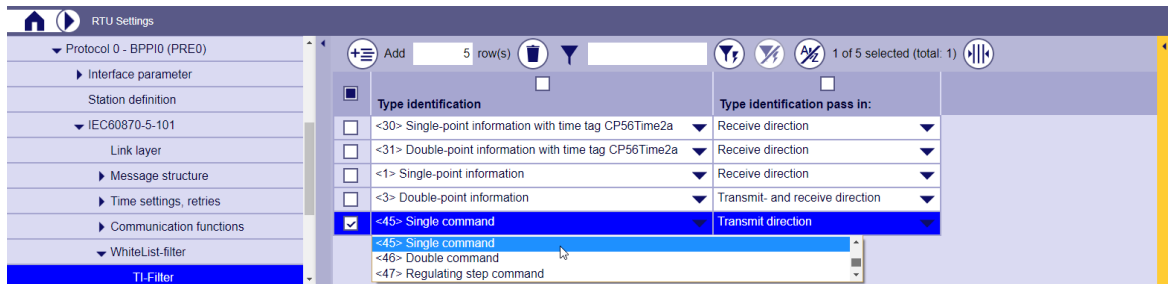 RTU Settings
Protocol 0 - BPPI0 (PRE0)
Interface parameter
Station definition
IEC60870-5-101
Link layer
Message structure
Time settings, retries
Communication functions
WhiteList-filter
TI-Filter
Add 5 row(s) 1 of 5 selected (total: 1)
Type identification Type identification pass in:
<30> Single-point information with time tag CP56Time2a Receive direction
<31> Double-point information with time tag CP56Time2a Receive direction
<1> Single-point information Receive direction
<3> Double-point information Transmit- and receive direction
<45> Single command Transmit direction
<45> Single command
<46> Double command
<47> Regulating step command